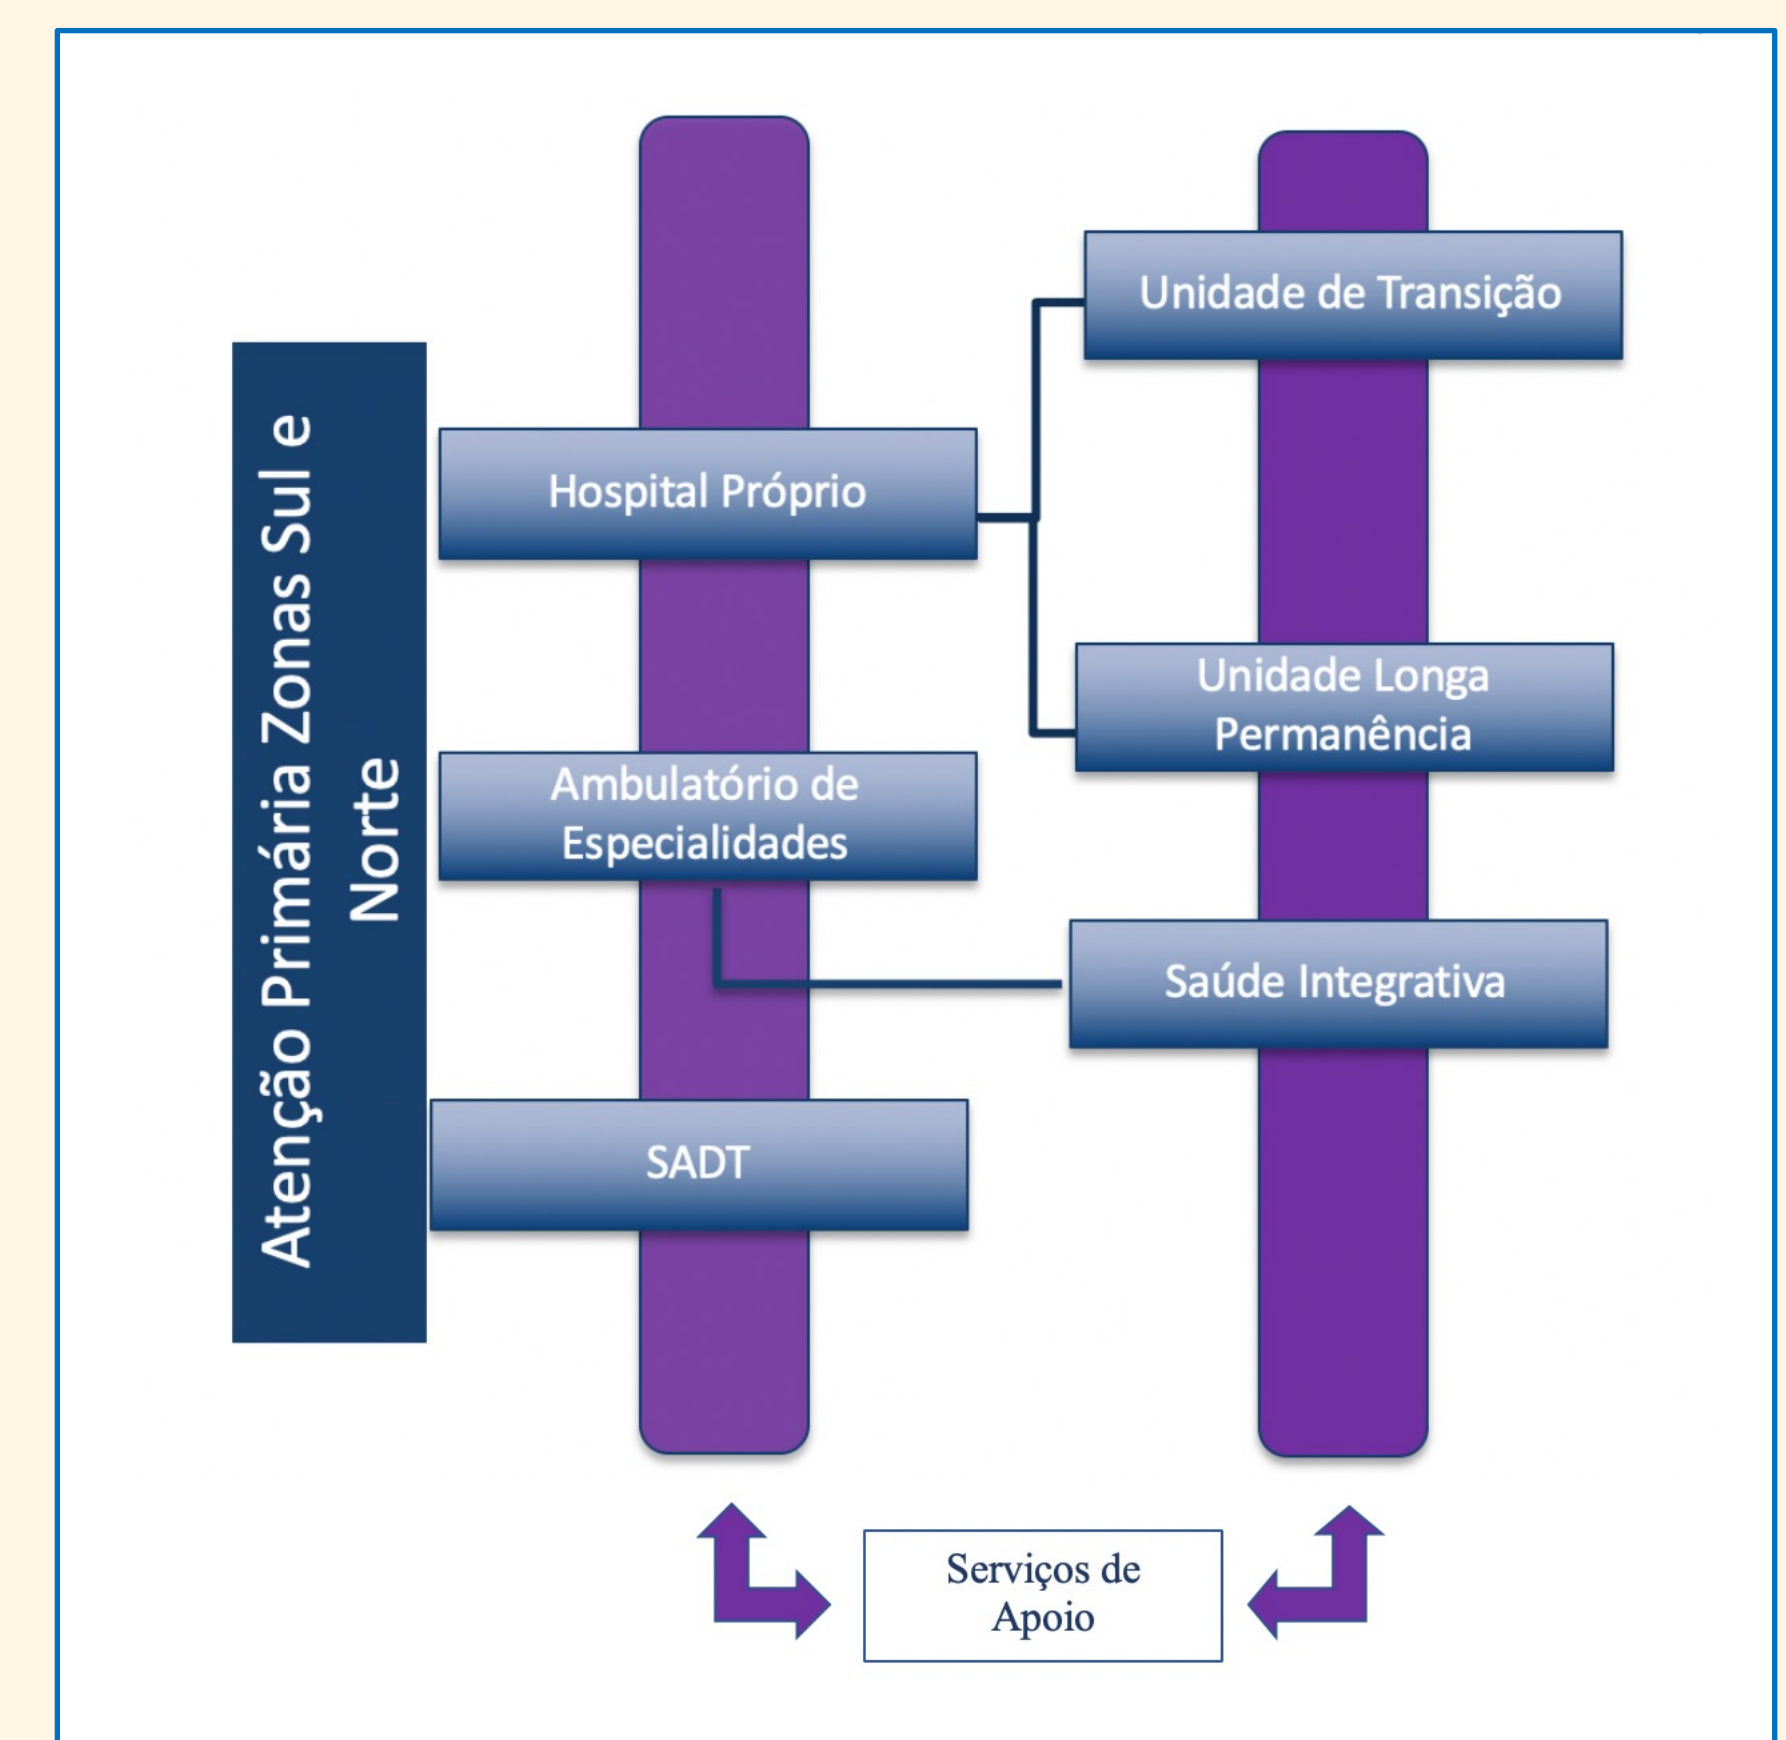 Atenção Primária Zonas Sul e
Norte
Hospital Próprio
Ambulatório de
Especialidades
SADT
Unidade de Transição
Unidade Longa
Permanência
Saúde Integrativa
Serviços de
Apoio